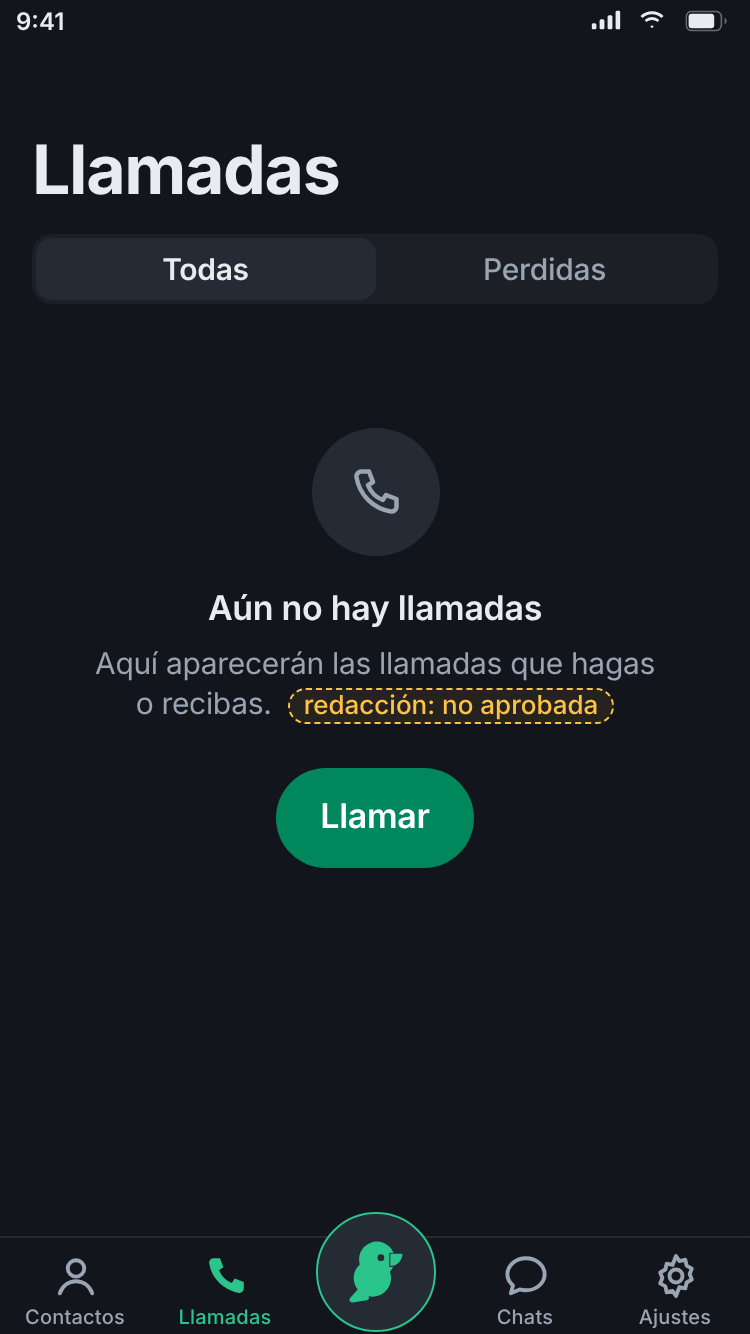 9:41
Llamadas
Todas
Perdidas
Aún no hay llamadas
Aquí aparecerán las llamadas que hagas
o recibas. redacción: no aprobada
Llamar
Contactos
Llamadas
Chats
Ajustes